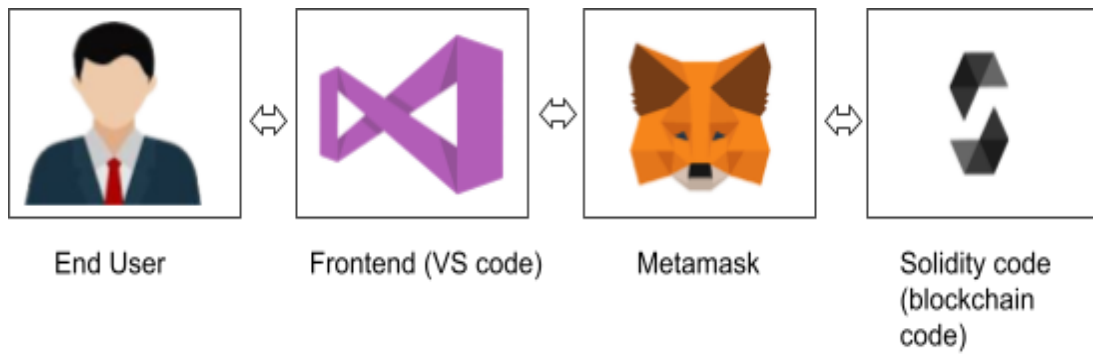 End User
Frontend (VS code)
Metamask
Solidity code
(blockchain
code)